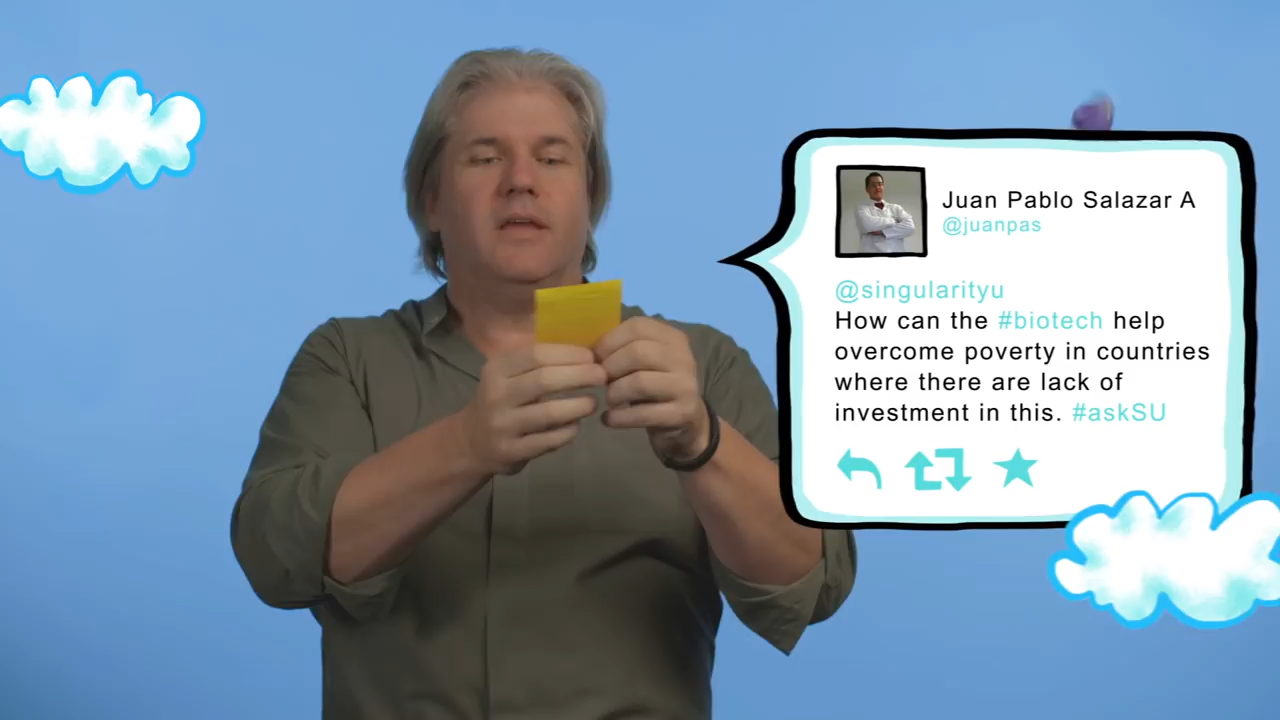 Juan Pablo Salazar A
@juanpas
@singularityu
How can the #biotech help
overcome poverty in countries
where there are lack of
investment in this. #askSU